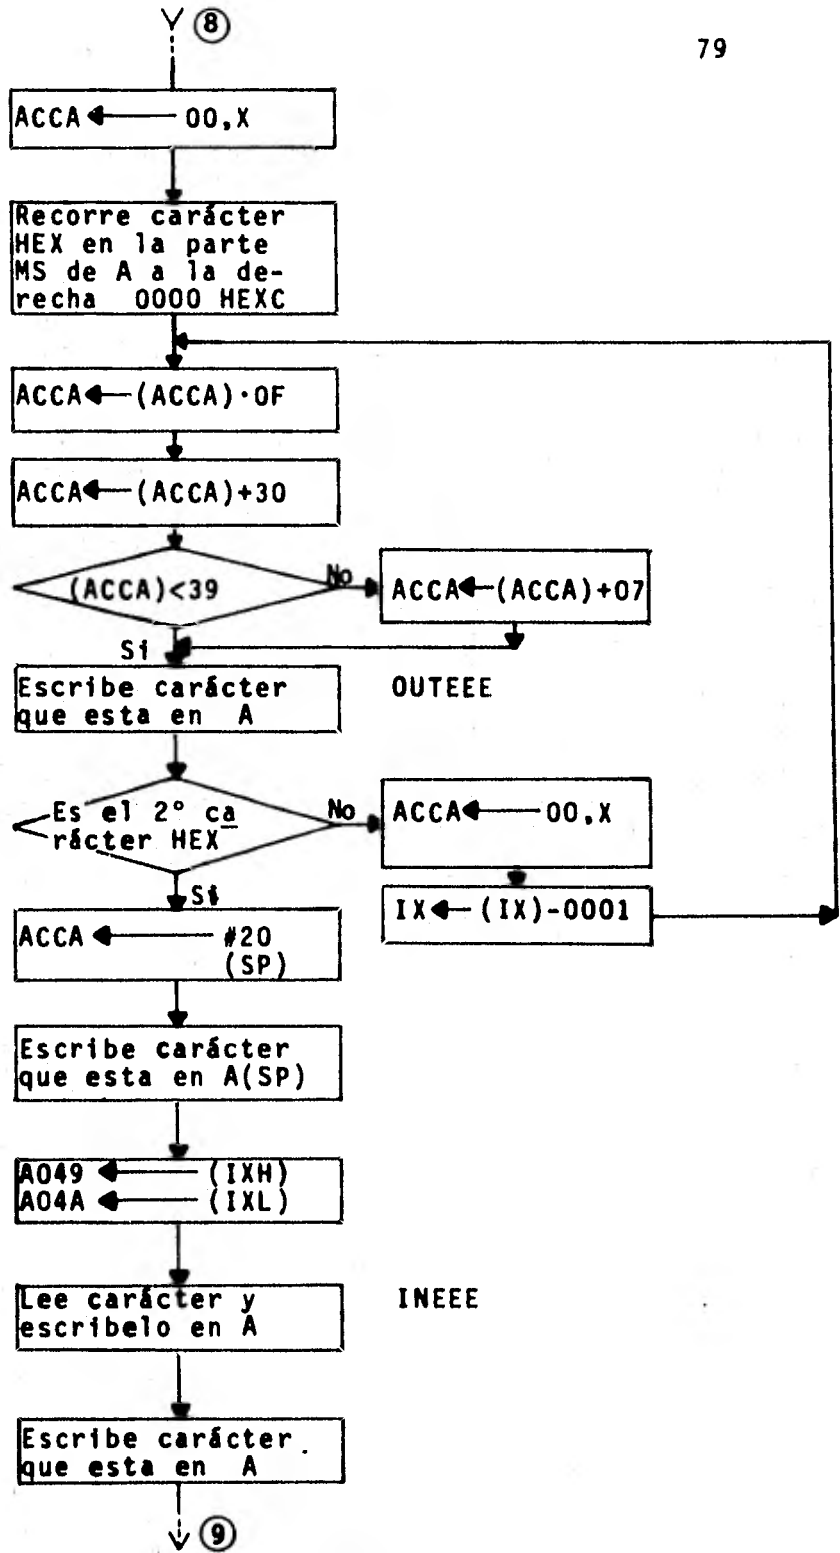 8
79
ACCA 00,X
Recorre carácter
HEX en la parte
MS de A a la de-
recha 0000 HEXC
ACCA (ACCA)·0F
ACCA (ACCA)+30
(ACCA)<39
No
ACCA (ACCA)+07
Si
Escribe carácter
que esta en A
OUTEEE
Es el 2° ca
rácter HEX
No
ACCA 00,X
Si
IX (IX)-0001
ACCA #20
(SP)
Escribe carácter
que esta en A(SP)
A049 (IXH)
A04A (IXL)
Lee carácter y
escribelo en A
INEEE
Escribe carácter
que esta en A
9